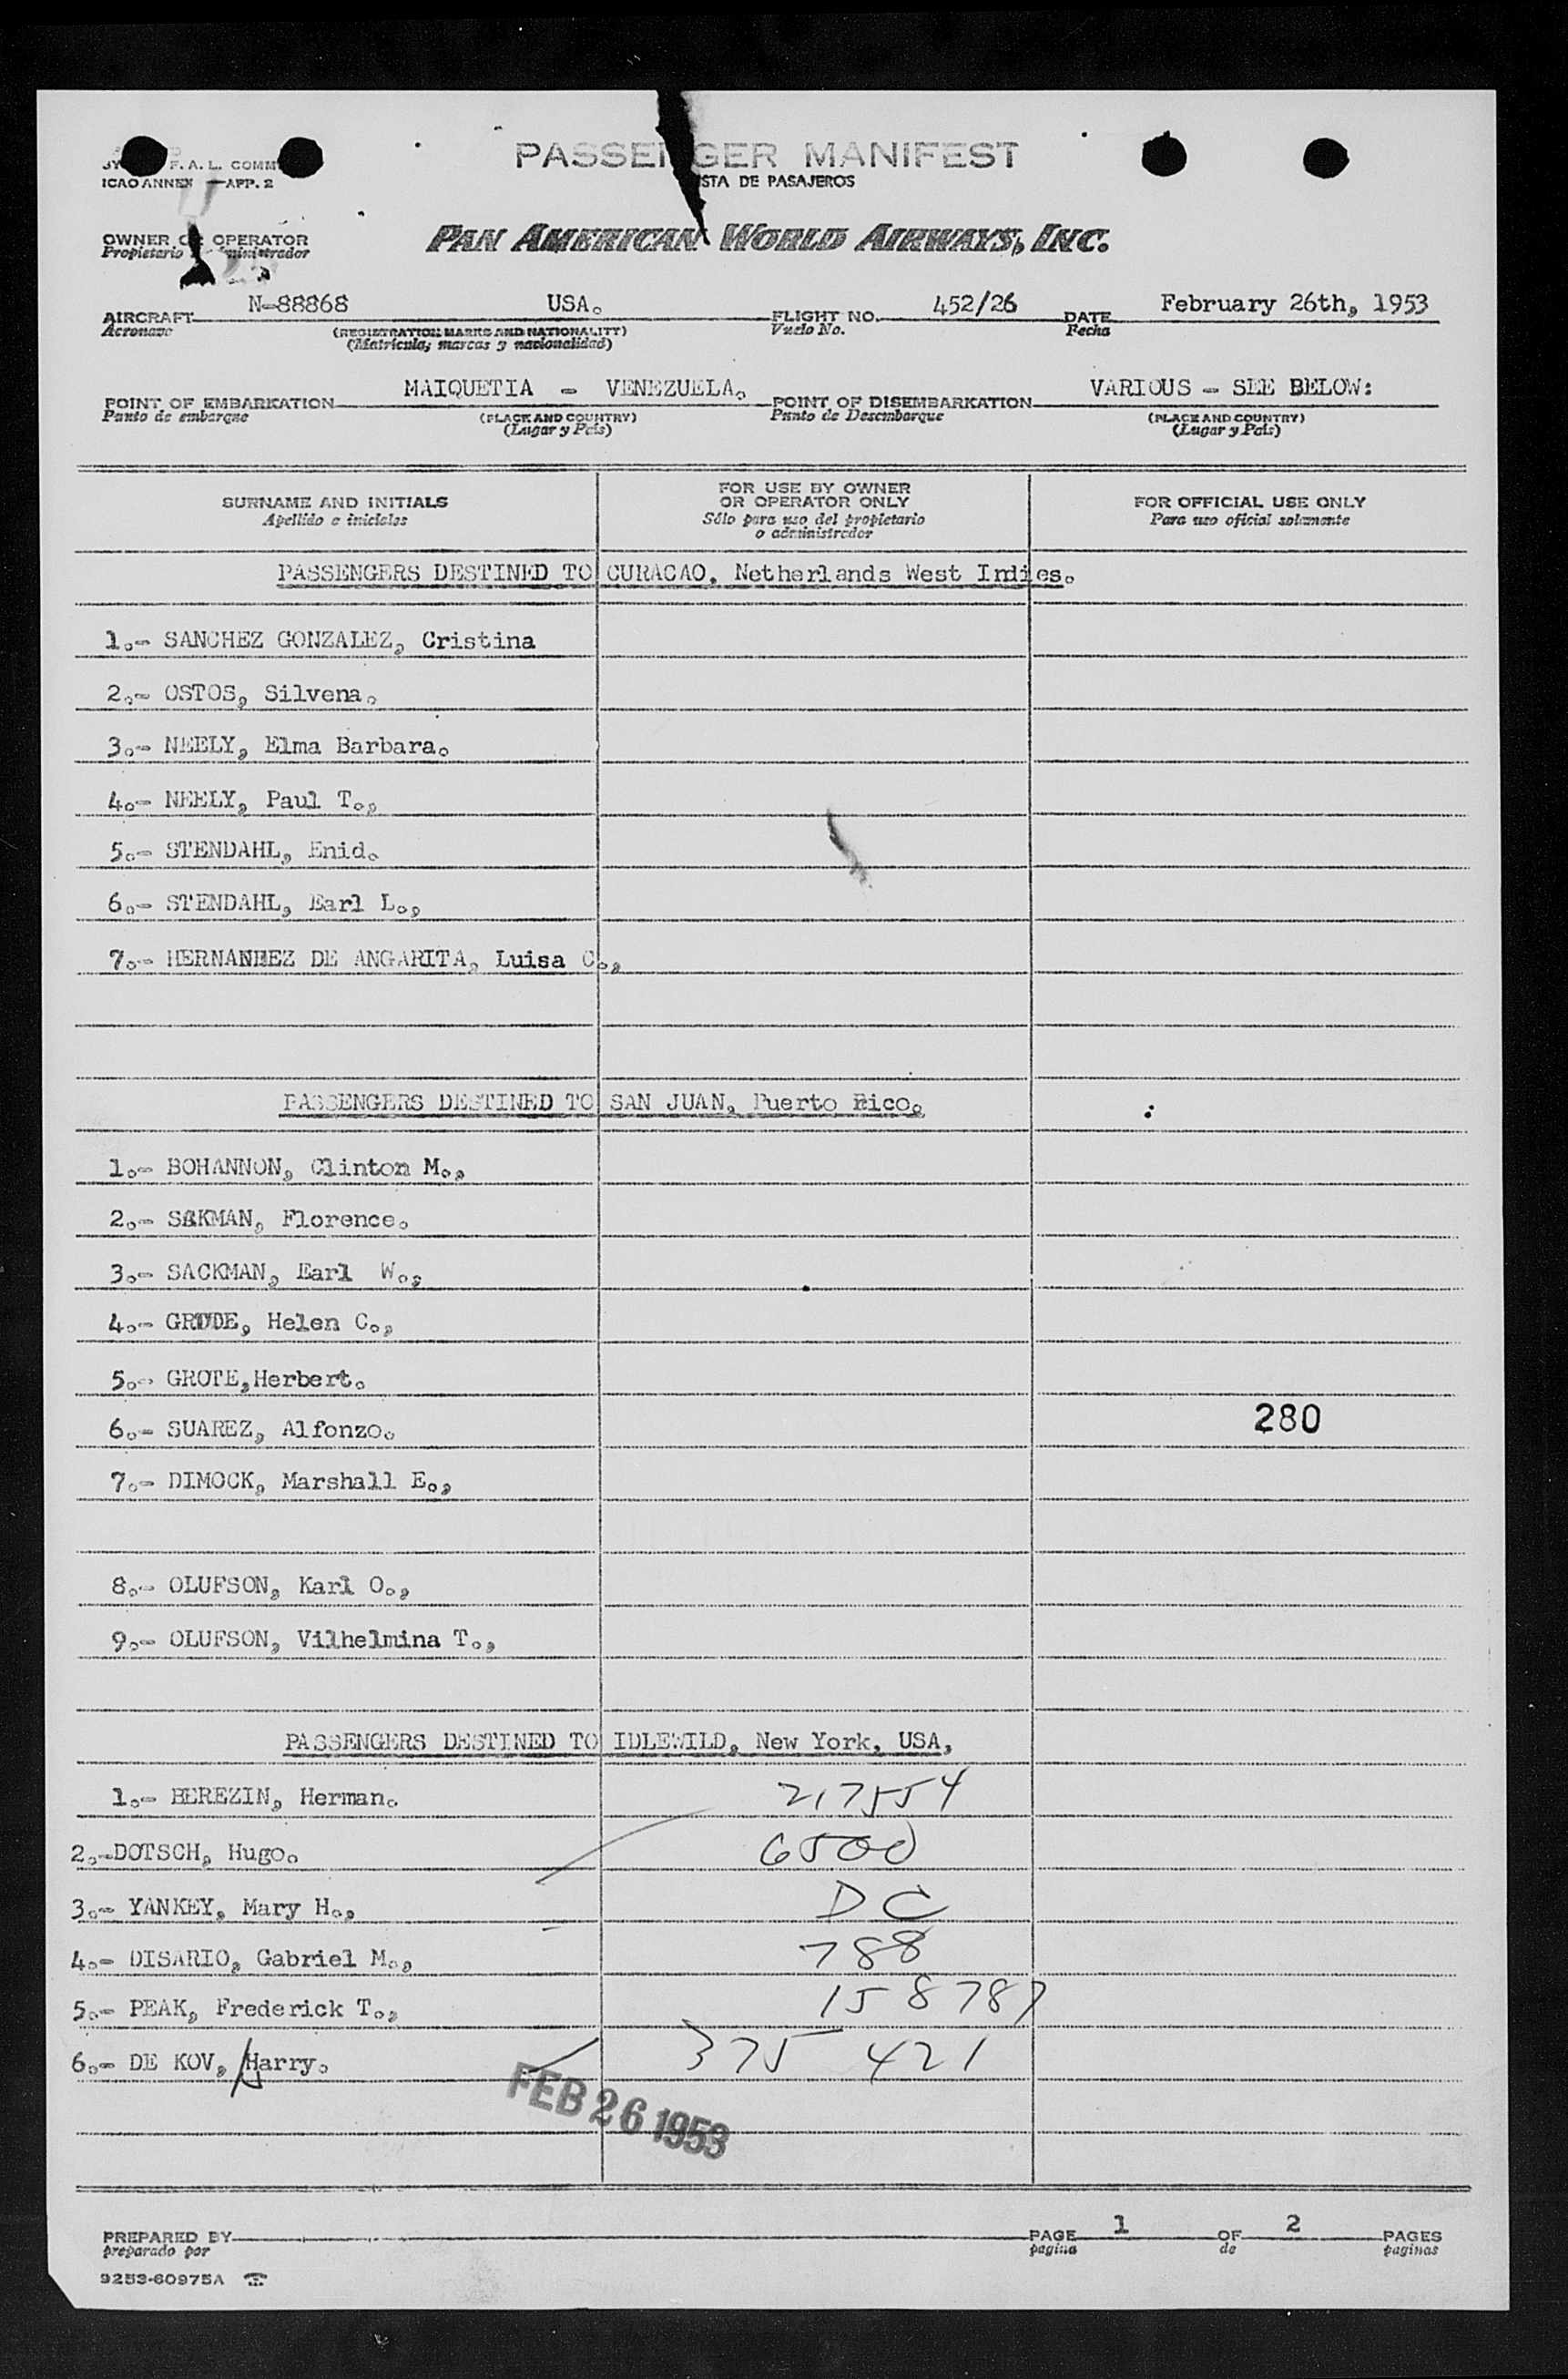 PASSENGER MANIFEST
F. A. L. COMM
ICAO ANNEX APP. 2
ISTA DE PASAJEROS
OWNER OR OPERATOR
Propietario ministrador
PAN AMERICAN WORLD AIRWAYS, INC.
AIRCRAFT N-88868 USA. FLIGHT NO. 452/26 DATE February 26th, 1953
Aeronave (REGISTRATION MARKS AND NATIONALITY) Vuelo No. Fecha
(Matrícula, marcas y nacionalidad)
POINT OF EMBARKATION MAIQUETIA - VENEZUELA. POINT OF DISEMBARKATION VARIOUS - SEE BELOW:
Punto de embarque (PLACE AND COUNTRY) Punto de Desembarque (PLACE AND COUNTRY)
(Lugar y País) (Lugar y País)
SURNAME AND INITIALS FOR USE BY OWNER OR OPERATOR ONLY FOR OFFICIAL USE ONLY
Apellido e iniciales Sólo para uso del propietario o administrador Para uso oficial solamente
PASSENGERS DESTINED TO CURACAO, Netherlands West Indies.
1.- SANCHEZ GONZALEZ, Cristina
2.- OSTOS, Silvena.
3.- NEELY, Elma Barbara.
4.- NEELY, Paul T.,
5.- STENDAHL, Enid.
6.- STENDAHL, Earl L.,
7.- HERNANDEZ DE ANGARITA, Luisa C.,
PASSENGERS DESTINED TO SAN JUAN, Puerto Rico.
1.- BOHANNON, Clinton M.,
2.- SAKMAN, Florence.
3.- SACKMAN, Earl W.,
4.- Helen C.,
5.- GROTE,Herbert.
6.- SUAREZ, Alfonzo. 280
7.- DIMOCK, Marshall E.,
8.- OLUFSON, Karl O.,
9.- OLUFSON, Vilhelmina T.,
PASSENGERS DESTINED TO IDLEWILD, New York, USA,
1.- BEREZIN, Herman. 217554
2.-DOTSCH, Hugo. 6500
3.- YANKEY, Mary H., D C
4.- DISARIO, Gabriel M., 788
5.- PEAK, Frederick T., 158787
6.- DE KOV, Harry. 375 421
FEB 26 1953
PREPARED BY PAGE 1 OF 2 PAGES
preparado por pagina de paginas
9253-60975A